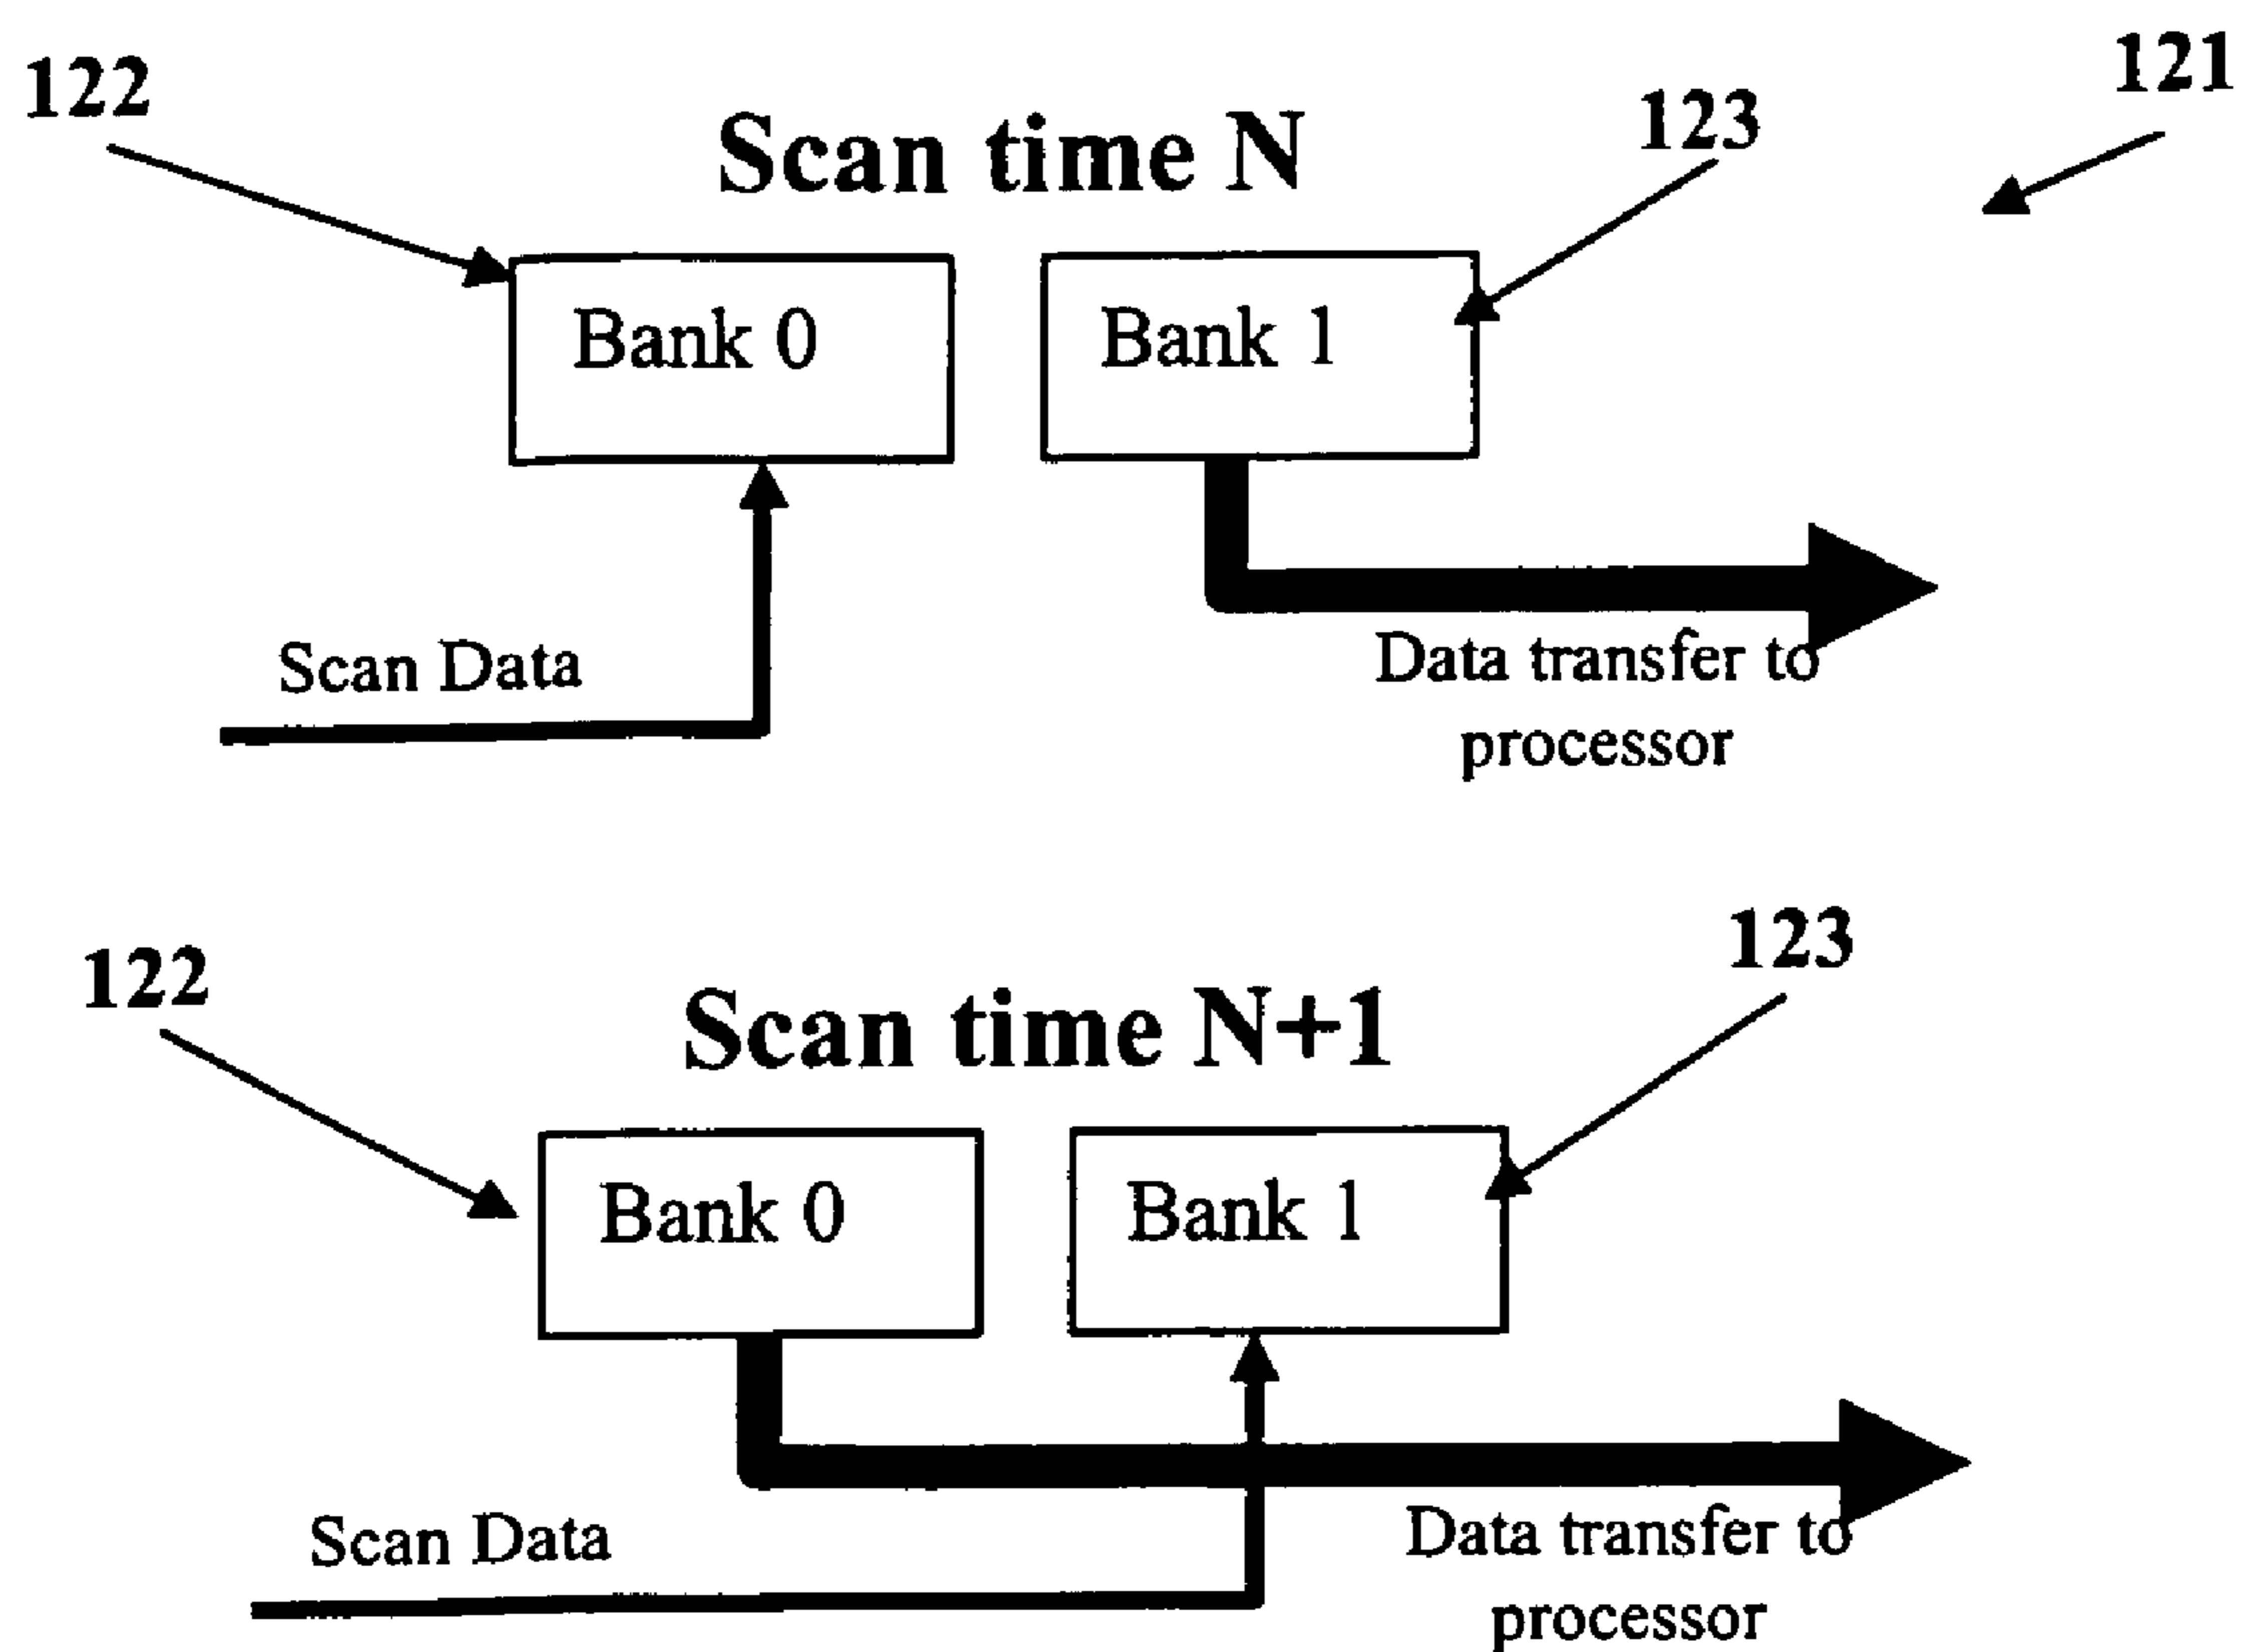 122
121
123
Scan time N
Bank 0
Bank 1
Scan Data
Data transfer to
processor
122
123
Scan time N+1
Bank 0
Bank 1
Scan Data
Data transfer to
processor